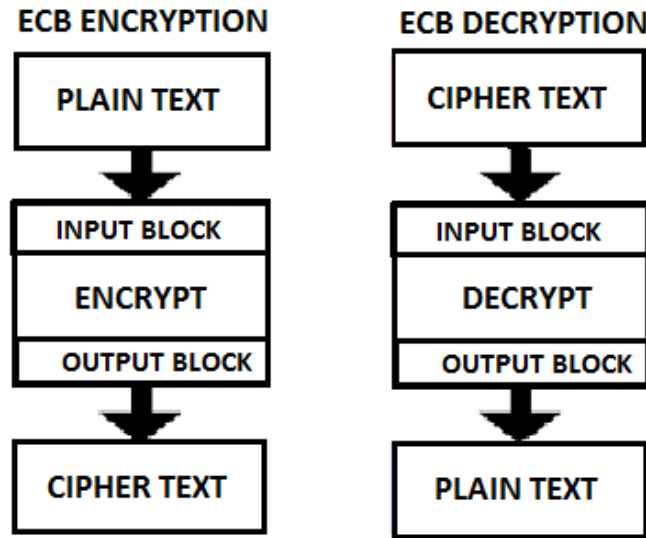 ECB ENCRYPTION
PLAIN TEXT
INPUT BLOCK
ENCRYPT
OUTPUT BLOCK
CIPHER TEXT
ECB DECRYPTION
CIPHER TEXT
INPUT BLOCK
DECRYPT
OUTPUT BLOCK
PLAIN TEXT